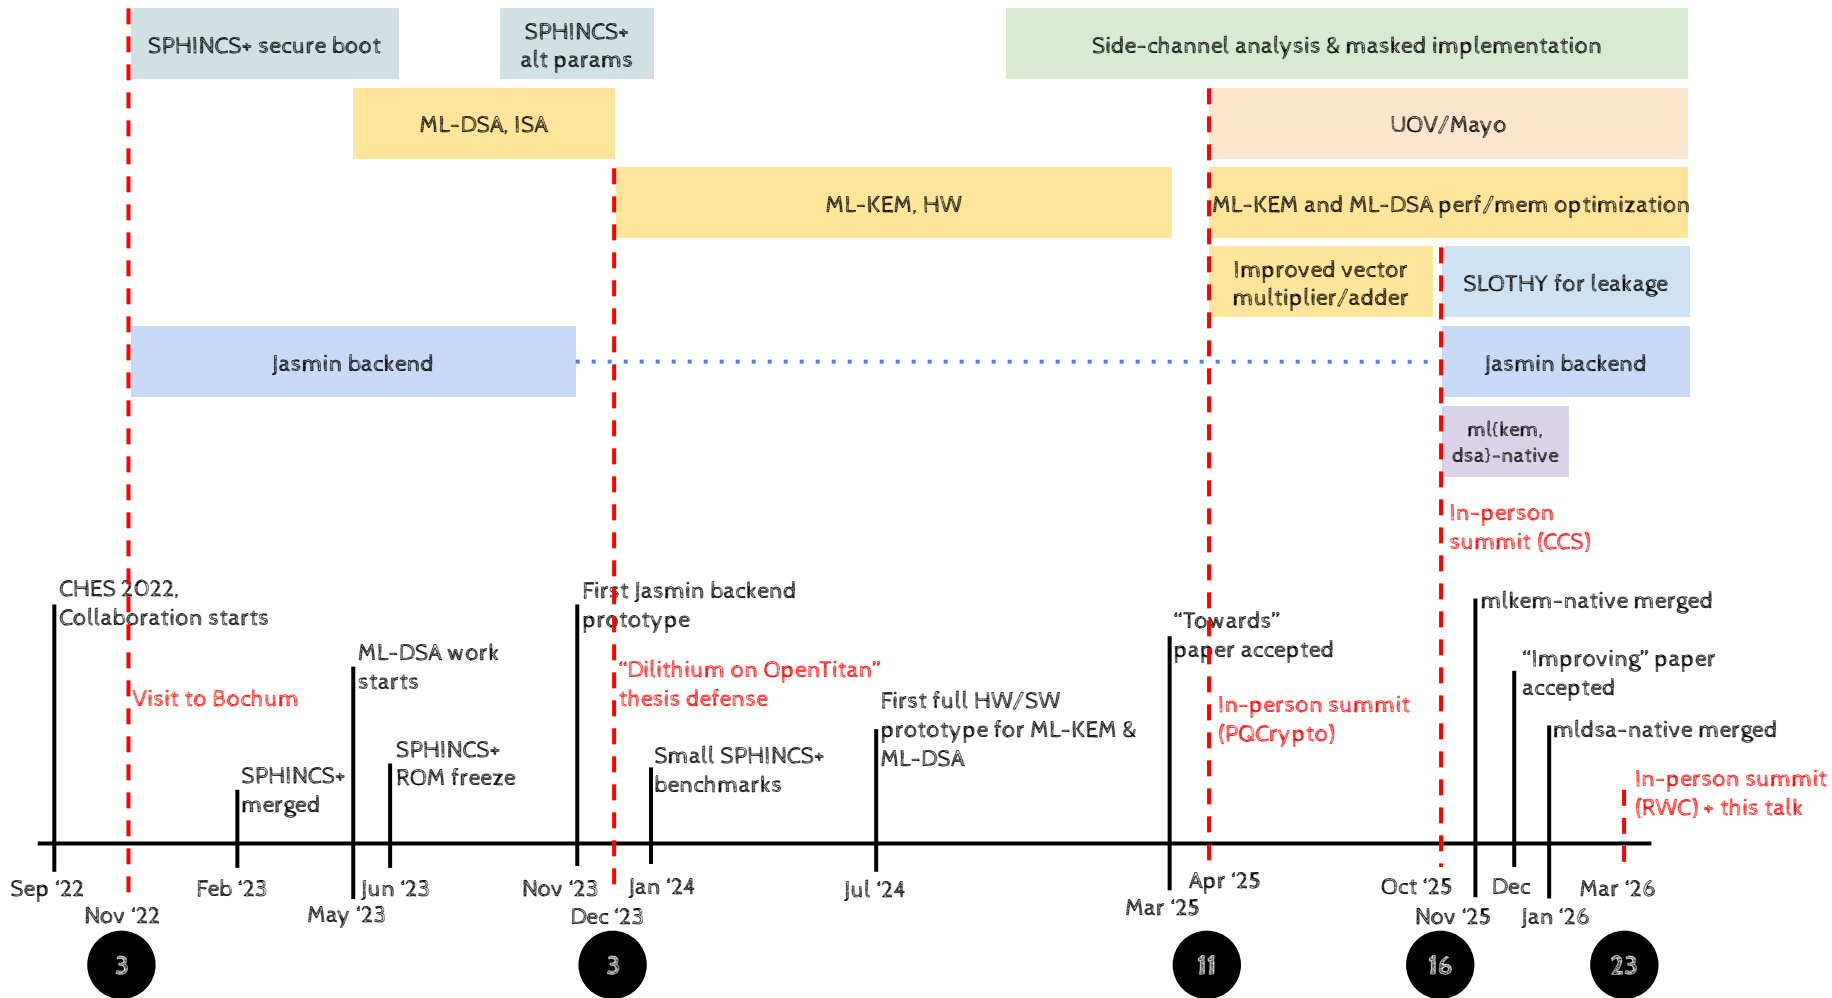 SPHINCS+ secure boot
SPHINCS+
alt params
Side-channel analysis & masked implementation
ML-DSA, ISA
UOV/Mayo
ML-KEM, HW
ML-KEM and ML-DSA perf/mem optimization
Improved vector
multiplier/adder
SLOTHY for leakage
Jasmin backend
Jasmin backend
ml{kem,
dsa}-native
In-person
summit (CCS)
CHES 2022,
Collaboration starts
First Jasmin backend
prototype
mlkem-native merged
"Towards"
paper accepted
ML-DSA work
starts
"Improving" paper
accepted
Visit to Bochum
"Dilithium on OpenTitan"
thesis defense
First full HW/SW
prototype for ML-KEM &
ML-DSA
In-person summit
(PQCrypto)
mldsa-native merged
SPHINCS+
ROM freeze
Small SPHINCS+
benchmarks
SPHINCS+
merged
In-person summit
(RWC) + this talk
Sep '22
Nov '22
Feb '23
May '23
Jun '23
Nov '23
Dec '23
Jan '24
Jul '24
Mar '25
Apr '25
Oct '25
Nov '25
Dec
Jan '26
Mar '26
3
3
11
16
23